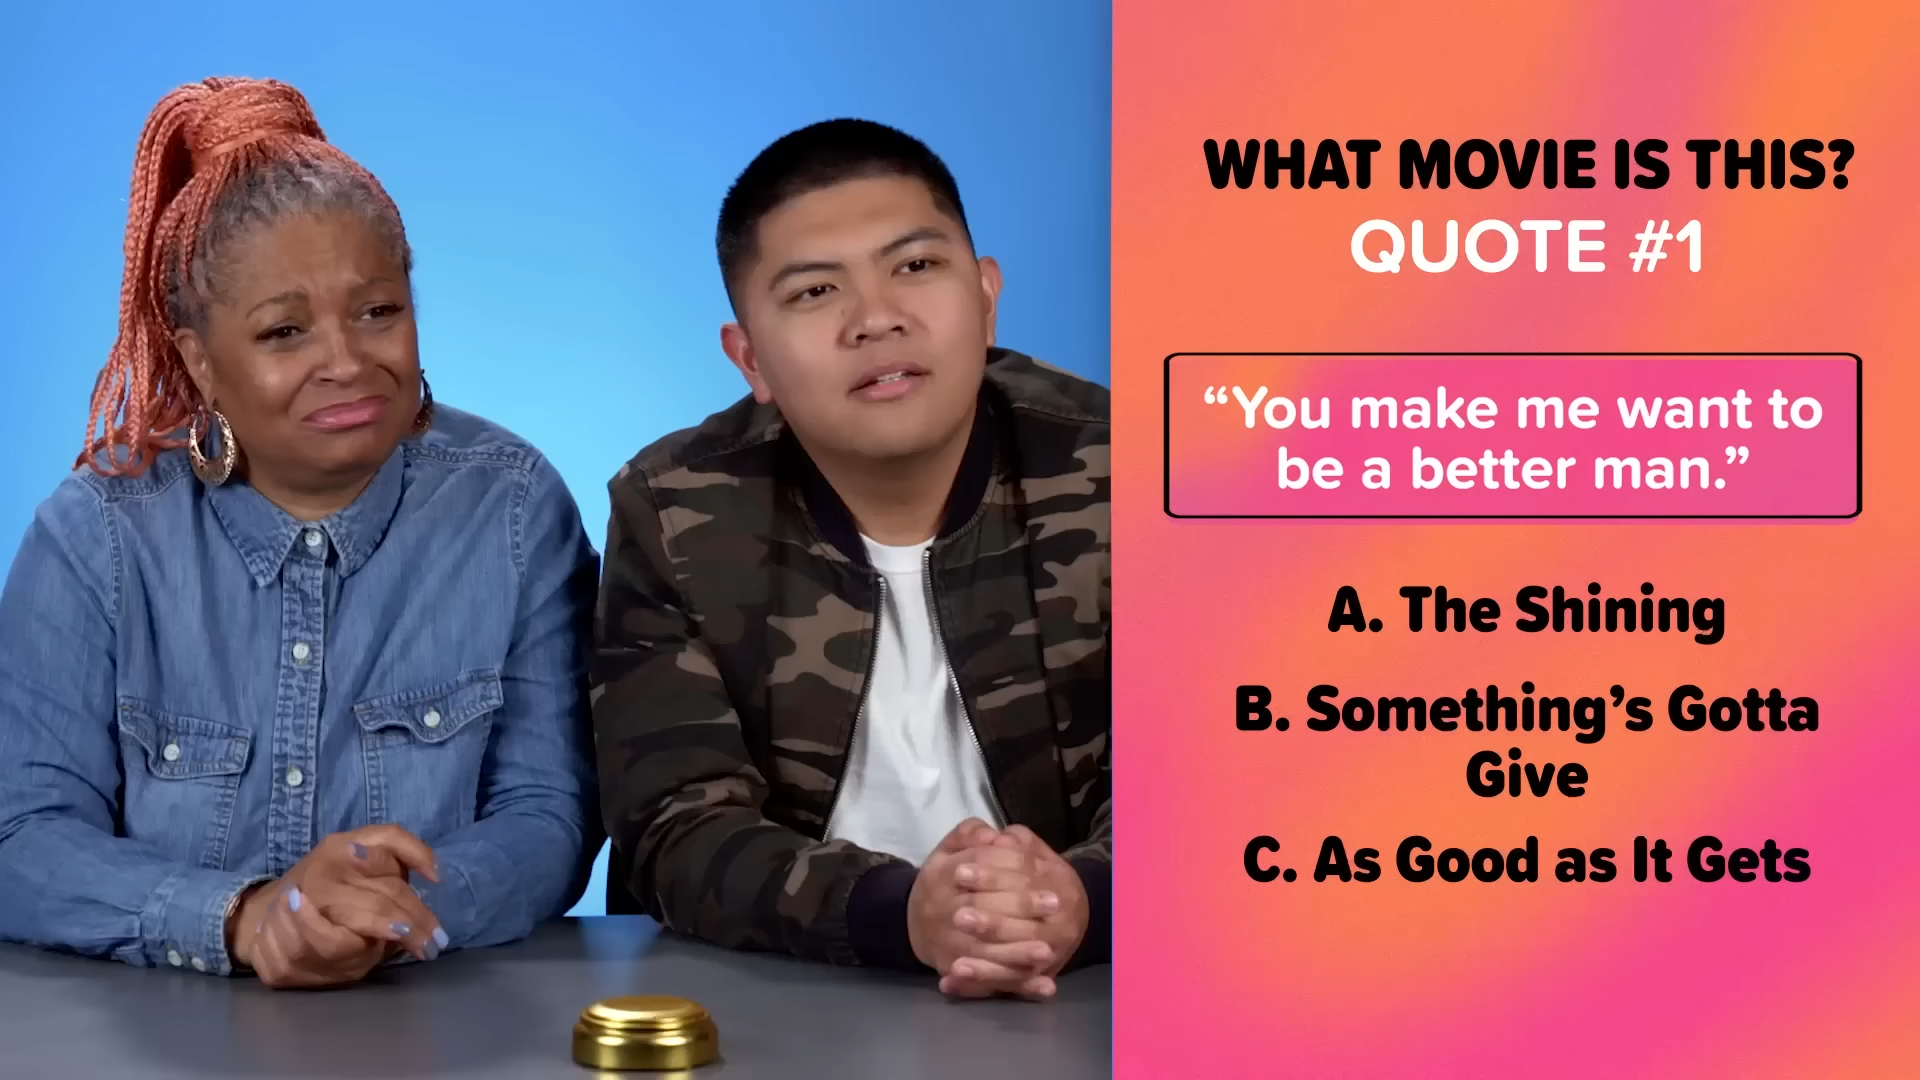 WHAT MOVIE IS THIS?
QUOTE #1
“You make me want to
be a better man.”
A. The Shining
B. Something’s Gotta
Give
C. As Good as It Gets